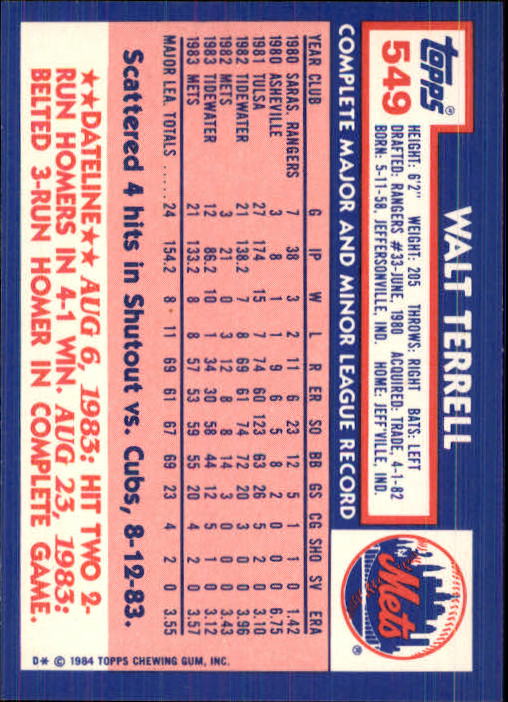 topps®
549
WALT TERRELL
HEIGHT: 6'2" WEIGHT: 205 THROWS: RIGHT BATS: LEFT
DRAFTED: RANGERS #33-JUNE, 1980 ACQUIRED: TRADE, 4-1-82
BORN: 5-11-58, JEFFERSONVILLE, IND. HOME: JEFF'VILLE, IND.
Mets
®
COMPLETE MAJOR AND MINOR LEAGUE RECORD
YEAR CLUB G IP W L R ER SO BB GS CG SHO SV ERA
1980 SARAS. RANGERS 7 38 3 2 11 6 23 12 5 1 1 0 1.42
1980 ASHEVILLE 3 8 1 1 9 6 5 8 2 0 0 0 6.75
1981 TULSA 27 174 15 7 74 60 123 63 26 5 1 0 3.10
1982 TIDEWATER 21 138.2 7 8 69 61 74 72 20 3 0 0 3.96
1982 METS 3 21 0 3 12 8 8 14 3 0 0 0 3.43
1983 TIDEWATER 12 86.2 10 1 34 30 58 44 12 5 1 0 3.12
1983 METS 21 133.2 8 8 57 53 59 55 20 4 2 0 3.57
MAJOR LEA. TOTALS ...... 24 154.2 8 11 69 61 67 69 23 4 2 0 3.55
Scattered 4 hits in Shutout vs. Cubs, 8-12-83.
★★DATELINE★★ AUG 6, 1983: HIT TWO 2-
RUN HOMERS IN 4-1 WIN. AUG 23, 1983:
BELTED 3-RUN HOMER IN COMPLETE GAME.
D* © 1984 TOPPS CHEWING GUM, INC.